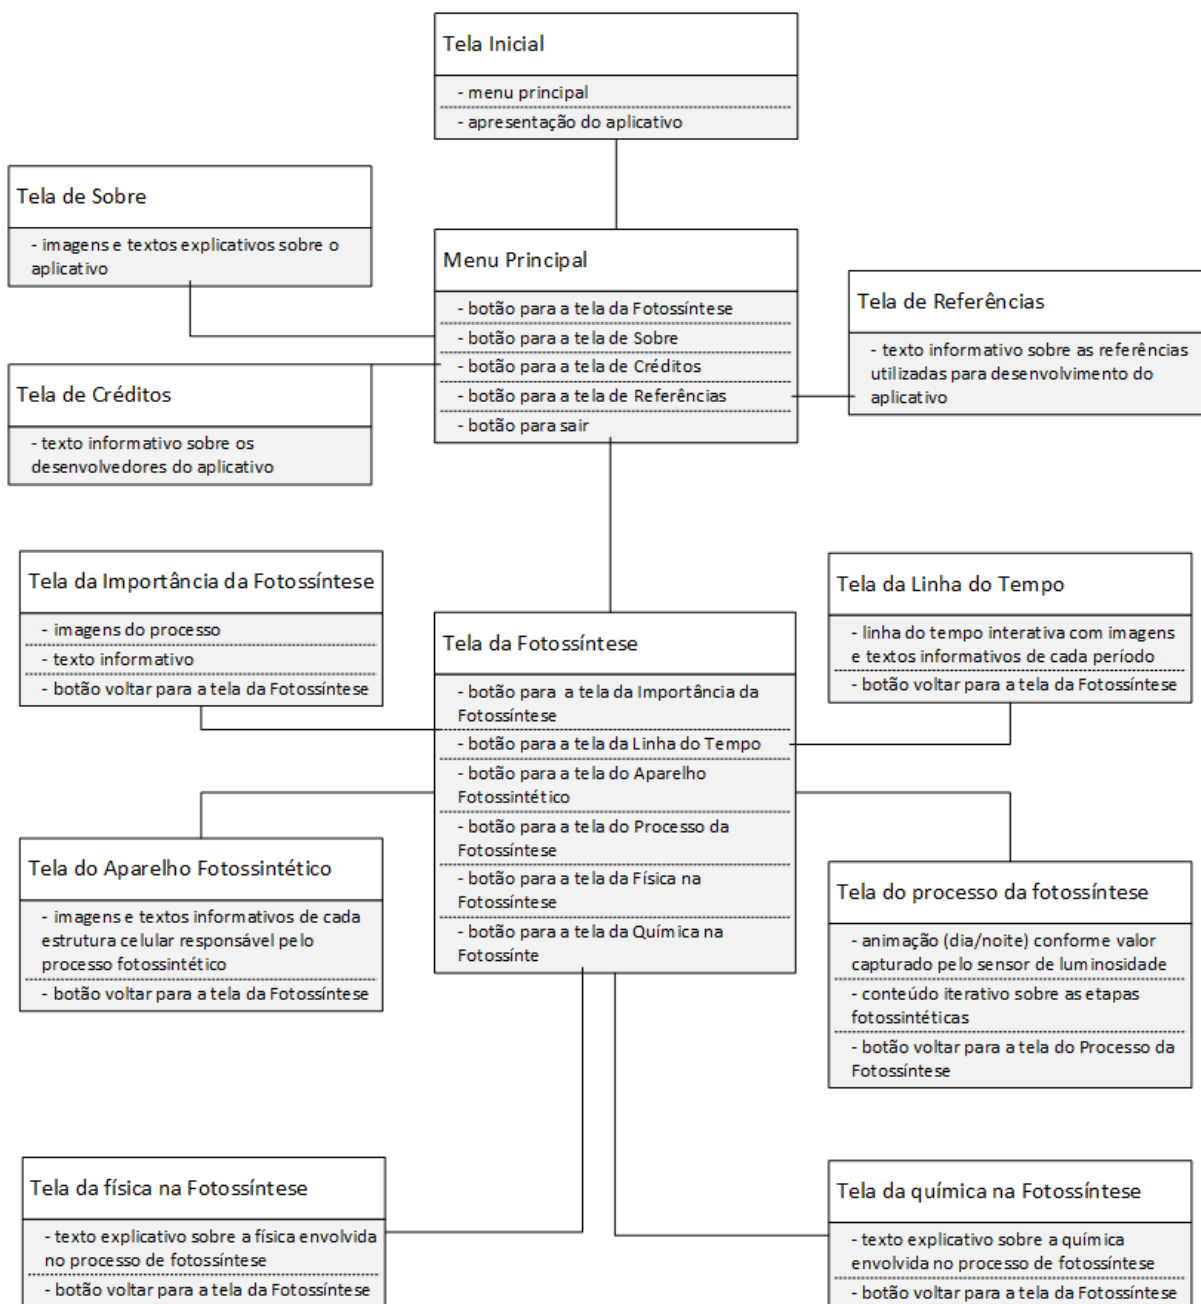 Tela Inicial
- menu principal
- apresentação do aplicativo
Tela de Sobre
- imagens e textos explicativos sobre o
aplicativo
Menu Principal
- botão para a tela da Fotossíntese
- botão para a tela de Sobre
- botão para a tela de Créditos
- botão para a tela de Referências
- botão para sair
Tela de Referências
- texto informativo sobre as referências
utilizadas para desenvolvimento do
aplicativo
Tela de Créditos
- texto informativo sobre os
desenvolvedores do aplicativo
Tela da Importância da Fotossíntese
- imagens do processo
- texto informativo
- botão voltar para a tela da Fotossíntese
Tela da Fotossíntese
- botão para a tela da Importância da
Fotossíntese
- botão para a tela da Linha do Tempo
- botão para a tela do Aparelho
Fotossintético
- botão para a tela do Processo da
Fotossíntese
- botão para a tela da Física na
Fotossíntese
- botão para a tela da Química na
Fotossínte
Tela da Linha do Tempo
- linha do tempo interativa com imagens
e textos informativos de cada período
- botão voltar para a tela da Fotossíntese
Tela do Aparelho Fotossintético
- imagens e textos informativos de cada
estrutura celular responsável pelo
processo fotossintético
- botão voltar para a tela da Fotossíntese
Tela do processo da fotossíntese
- animação (dia/noite) conforme valor
capturado pelo sensor de luminosidade
- conteúdo iterativo sobre as etapas
fotossintéticas
- botão voltar para a tela do Processo da
Fotossíntese
Tela da física na Fotossíntese
- texto explicativo sobre a física envolvida
no processo de fotossíntese
- botão voltar para a tela da Fotossíntese
Tela da química na Fotossíntese
- texto explicativo sobre a química
envolvida no processo de fotossíntese
- botão voltar para a tela da Fotossíntese